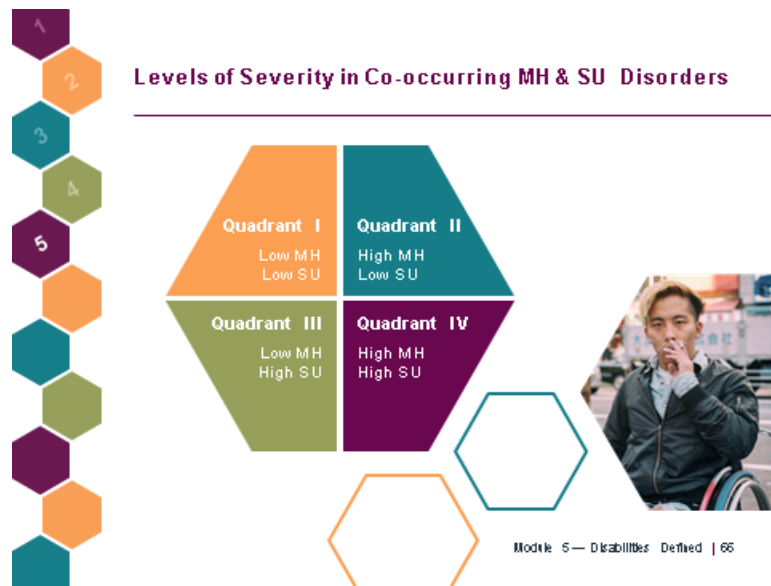 1
2
3
4
5
Levels of Severity in Co-occurring MH & SU Disorders
Quadrant I
Low MH
Low SU
Quadrant II
High MH
Low SU
Quadrant III
Low MH
High SU
Quadrant IV
High MH
High SU
Module 5 — Disabilities Defined | 66